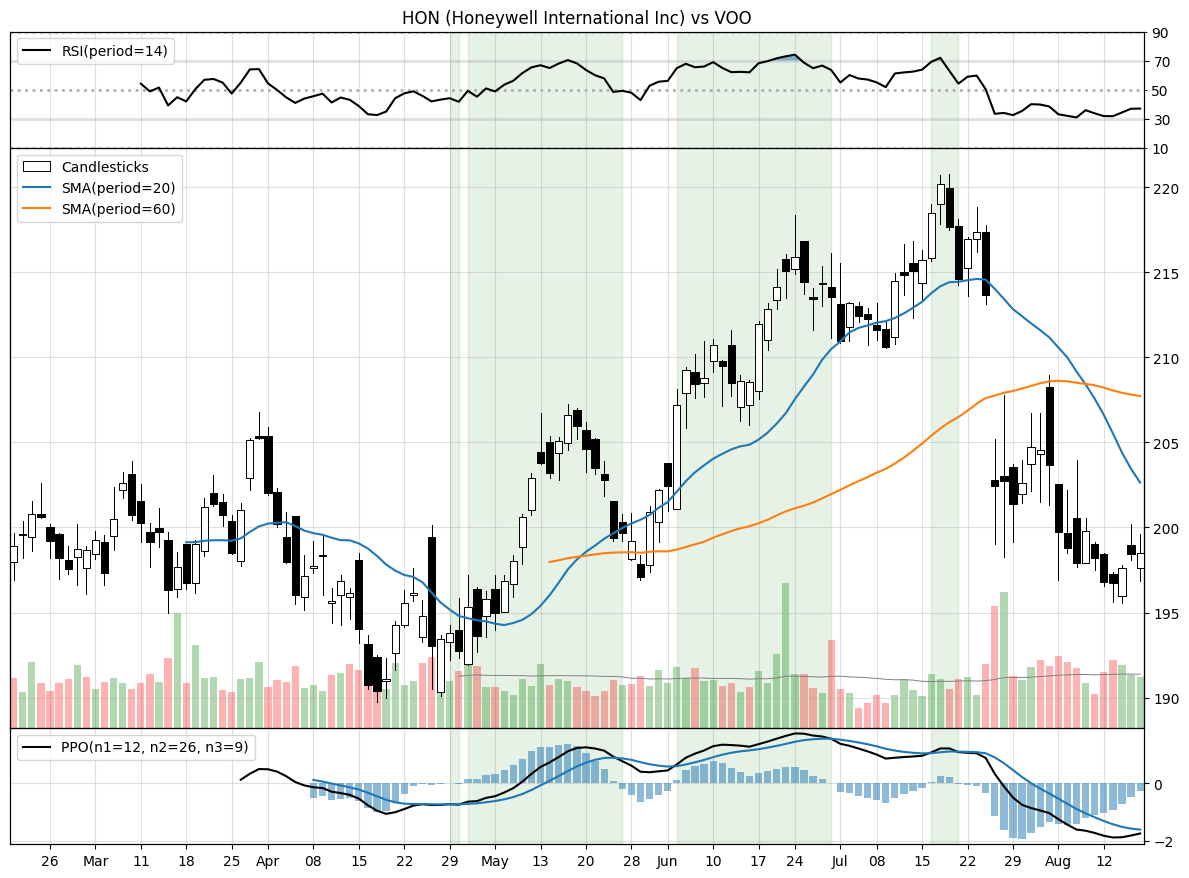 HON (Honeywell International Inc) vs VOO
RSI(period=14)
90
70
50
30
10
Candlesticks
SMA(period=20)
SMA(period=60)
220
215
210
205
200
195
190
PPO(n1=12, n2=26, n3=9)
0
−2
26 Mar 11 18 25 Apr 08 15 22 29 May 13 20 28 Jun 10 17 24 Jul 08 15 22 29 Aug 12